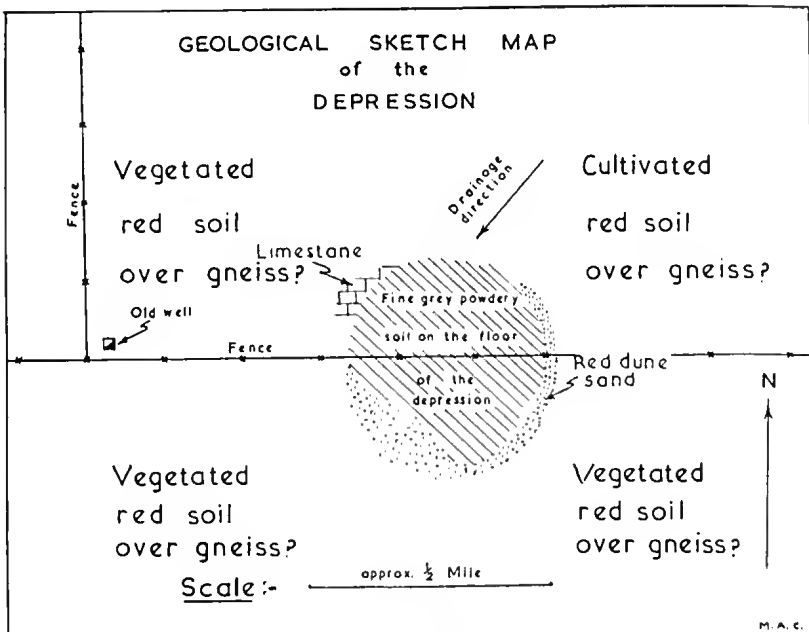 GEOLOGICAL SKETCH MAP
of the
DEPRESSION
Vegetated
red soil
over gneiss?
Drainage
direction
Cultivated
red soil
over gneiss?
Fence
Limestane
Fine grey powdery
soil on the floor
of the
depression
Old well
Fence
Red dune
sand
N
Vegetated
red soil
over gneiss?
Vegetated
red soil
over gneiss?
Scale :-
approx. ½ Mile
M. A. C.